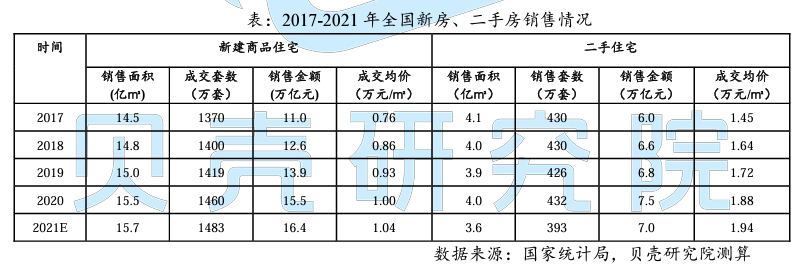 表：2017-2021 年全国新房、二手房销售情况
时间 新建商品住宅 二手住宅
销售面积 成交套数 销售金额 成交均价 销售面积 销售套数 销售金额 成交均价
(亿㎡) （万套） (万亿元) （万元/㎡） （亿㎡） （万套） （万亿元） （万元/㎡）
2017 14.5 1370 11.0 0.76 4.1 430 6.0 1.45
2018 14.8 1400 12.6 0.86 4.0 430 6.6 1.64
2019 15.0 1419 13.9 0.93 3.9 426 6.8 1.72
2020 15.5 1460 15.5 1.00 4.0 432 7.5 1.88
2021E 15.7 1483 16.4 1.04 3.6 393 7.0 1.94
贝壳研究院
数据来源：国家统计局，贝壳研究院测算